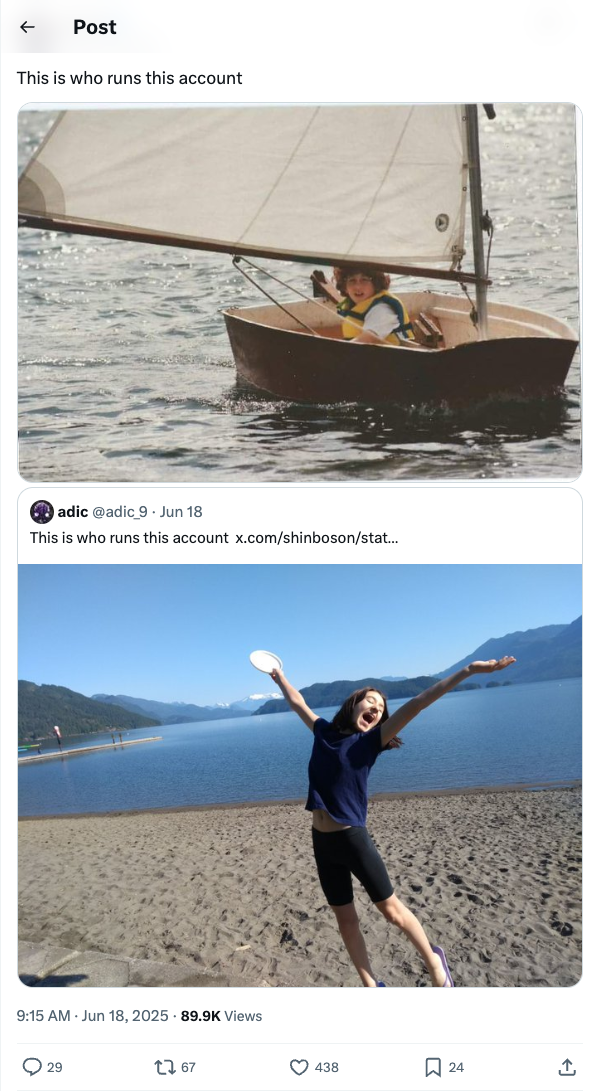 Post
This is who runs this account
adic @adic_9 · Jun 18
This is who runs this account x.com/shinboson/stat...
9:15 AM · Jun 18, 2025 · 89.9K Views
29 67 438 24